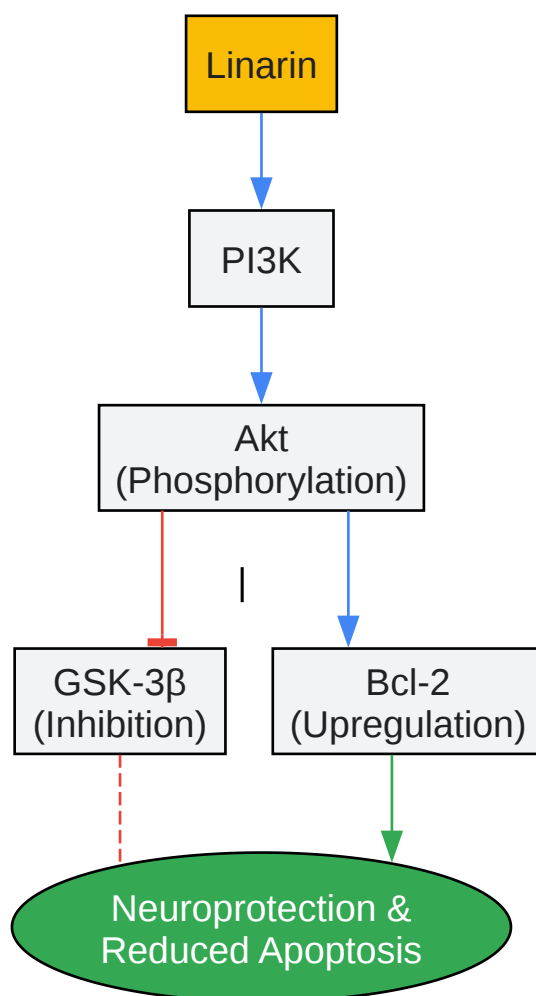 Linarin
PI3K
Akt
(Phosphorylation)
|
GSK-3β
(Inhibition)
Bcl-2
(Upregulation)
Neuroprotection &
Reduced Apoptosis